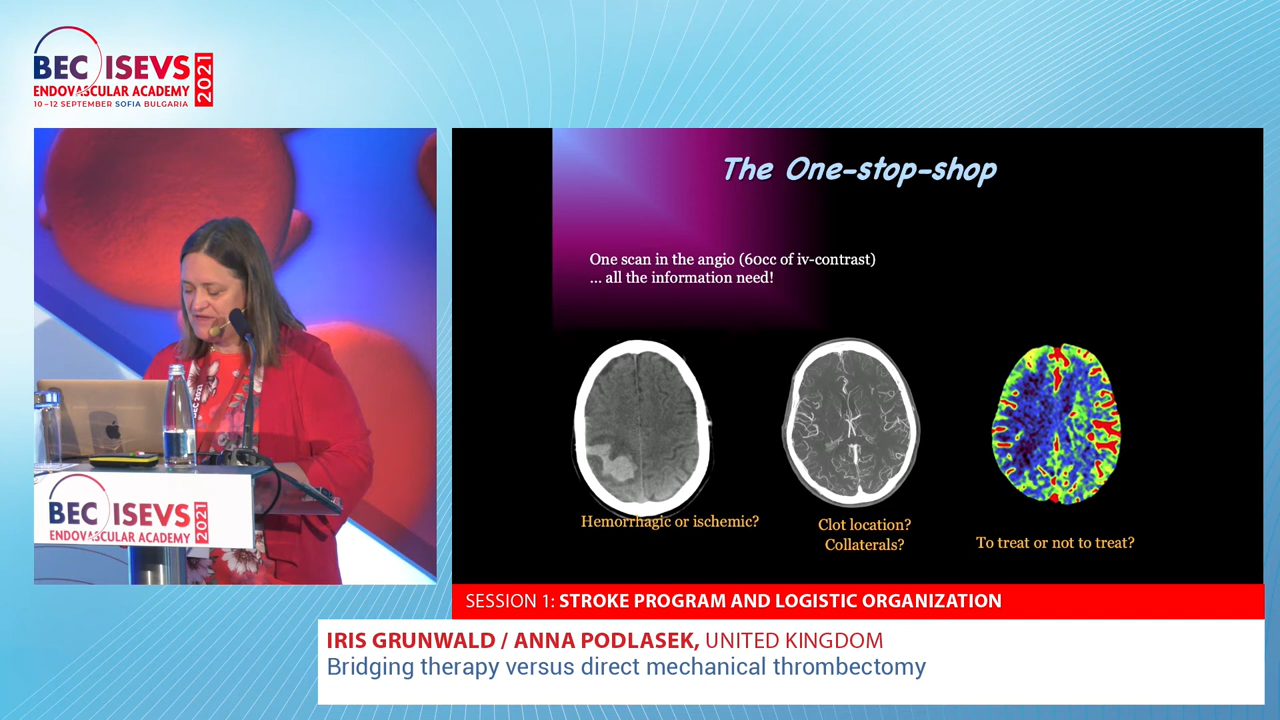 BEC ISEVS 2021
ENDOVASCULAR ACADEMY
10–12 SEPTEMBER SOFIA BULGARIA
BEC 2021
BEC ISEVS 2021
ENDOVASCULAR ACADEMY
The One-stop-shop
One scan in the angio (60cc of iv-contrast)
... all the information need!
Hemorrhagic or ischemic?
Clot location?
Collaterals?
To treat or not to treat?
SESSION 1: STROKE PROGRAM AND LOGISTIC ORGANIZATION
IRIS GRUNWALD / ANNA PODLASEK, UNITED KINGDOM
Bridging therapy versus direct mechanical thrombectomy